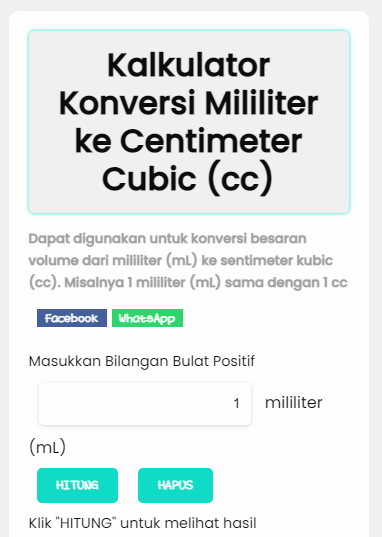 Kalkulator
Konversi Mililiter
ke Centimeter
Cubic (cc)
Dapat digunakan untuk konversi besaran
volume dari mililiter (mL) ke sentimeter kubic
(cc). Misalnya 1 mililiter (mL) sama dengan 1 cc
Facebook WhatsApp
Masukkan Bilangan Bulat Positif
1 mililiter
(mL)
HITUNG HAPUS
Klik "HITUNG" untuk melihat hasil